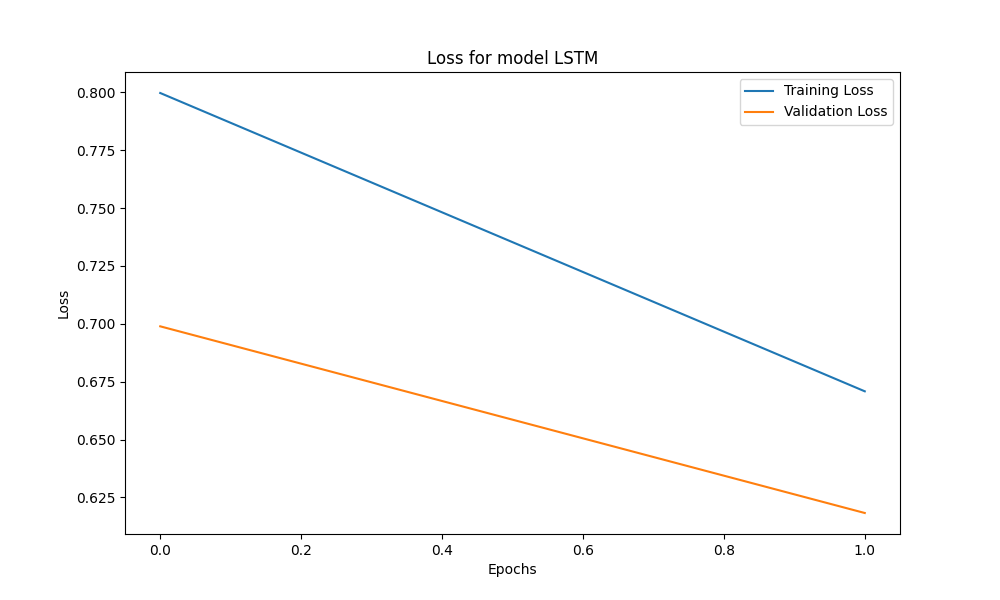 Loss for model LSTM
Training Loss
Validation Loss
0.800
0.775
0.750
0.725
0.700
0.675
0.650
0.625
Loss
0.0 0.2 0.4 0.6 0.8 1.0
Epochs